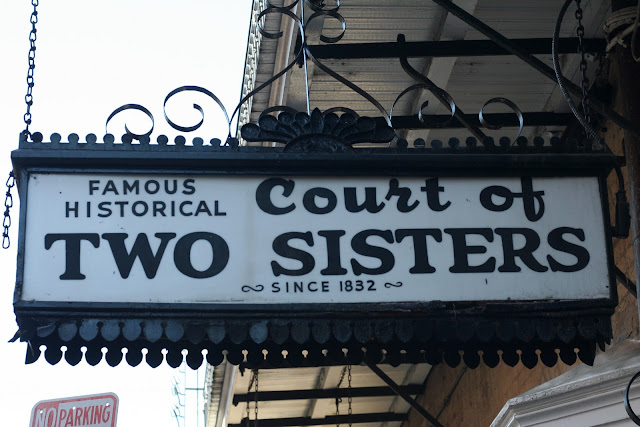 FAMOUS
HISTORICAL
Court of
TWO SISTERS
~ SINCE 1832 ~
NO PARKING